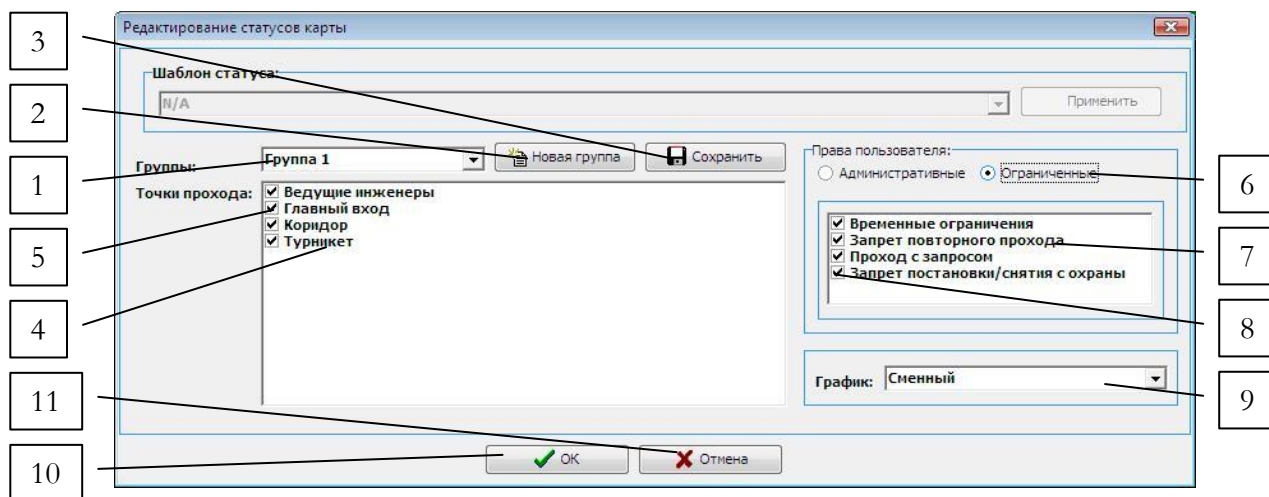 Редактирование статусов карты
3
Шаблон статуса:
N/A
Применить
2
Группы:
Группа 1
Новая группа
Сохранить
1
Права пользователя:
Административные
Ограниченные
6
Точки прохода:
Ведущие инженеры
Главный вход
Коридор
Турникет
5
Временные ограничения
Запрет повторного прохода
Проход с запросом
Запрет постановки/снятия с охраны
7
4
8
График:
Сменный
9
11
OK
Отмена
10